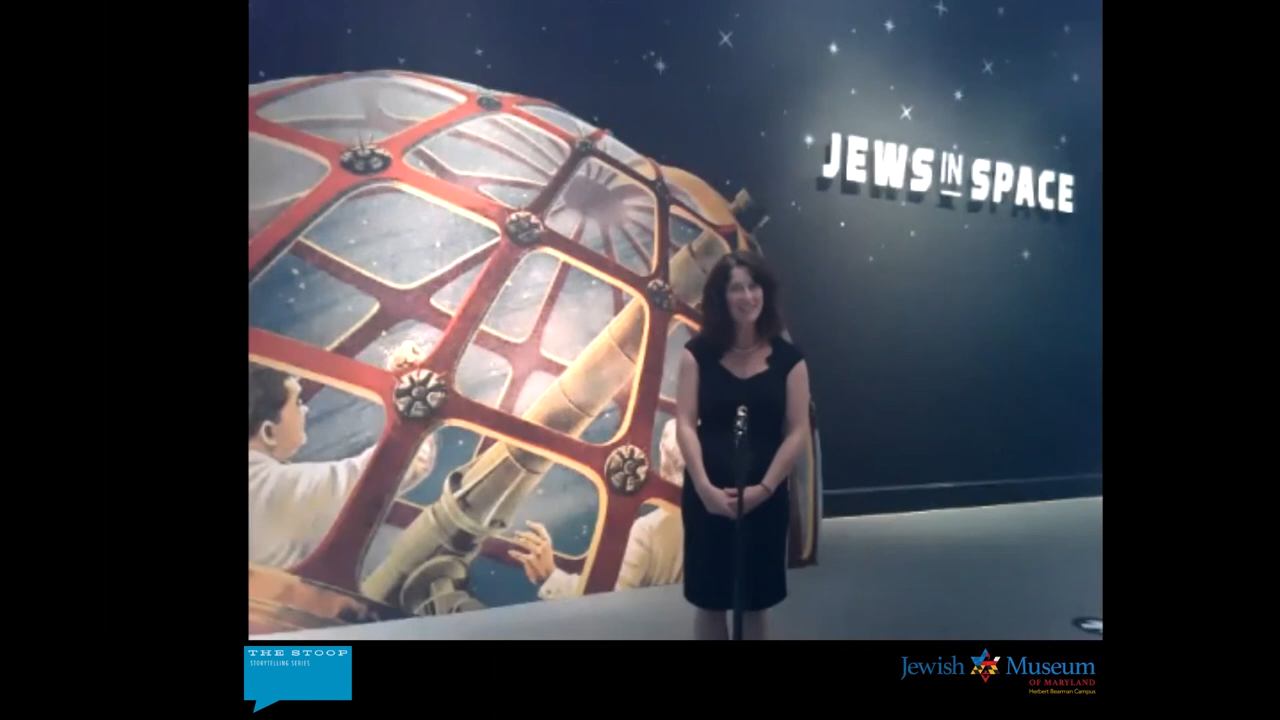 JEWS IN SPACE
THE STOOP
STORYTELLING SERIES
Jewish Museum
OF MARYLAND
Herbert Bearman Campus